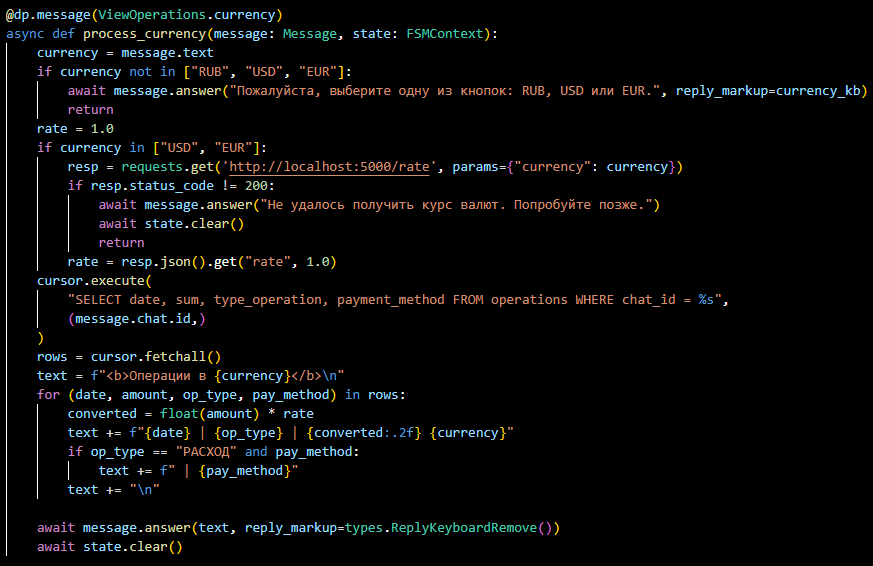 @dp.message(ViewOperations.currency)
async def process_currency(message: Message, state: FSMContext):
    currency = message.text
    if currency not in ["RUB", "USD", "EUR"]:
        await message.answer("Пожалуйста, выберите одну из кнопок: RUB, USD или EUR.", reply_markup=currency_kb)
        return
    rate = 1.0
    if currency in ["USD", "EUR"]:
        resp = requests.get('http://localhost:5000/rate', params={"currency": currency})
        if resp.status_code != 200:
            await message.answer("Не удалось получить курс валют. Попробуйте позже.")
            await state.clear()
            return
        rate = resp.json().get("rate", 1.0)
    cursor.execute(
        "SELECT date, sum, type_operation, payment_method FROM operations WHERE chat_id = %s",
        (message.chat.id,)
    )
    rows = cursor.fetchall()
    text = f"<b>Операции в {currency}</b>\n"
    for (date, amount, op_type, pay_method) in rows:
        converted = float(amount) * rate
        text += f"{date} | {op_type} | {converted:.2f} {currency}"
        if op_type == "РАСХОД" and pay_method:
            text += f" | {pay_method}"
        text += "\n"

    await message.answer(text, reply_markup=types.ReplyKeyboardRemove())
    await state.clear()